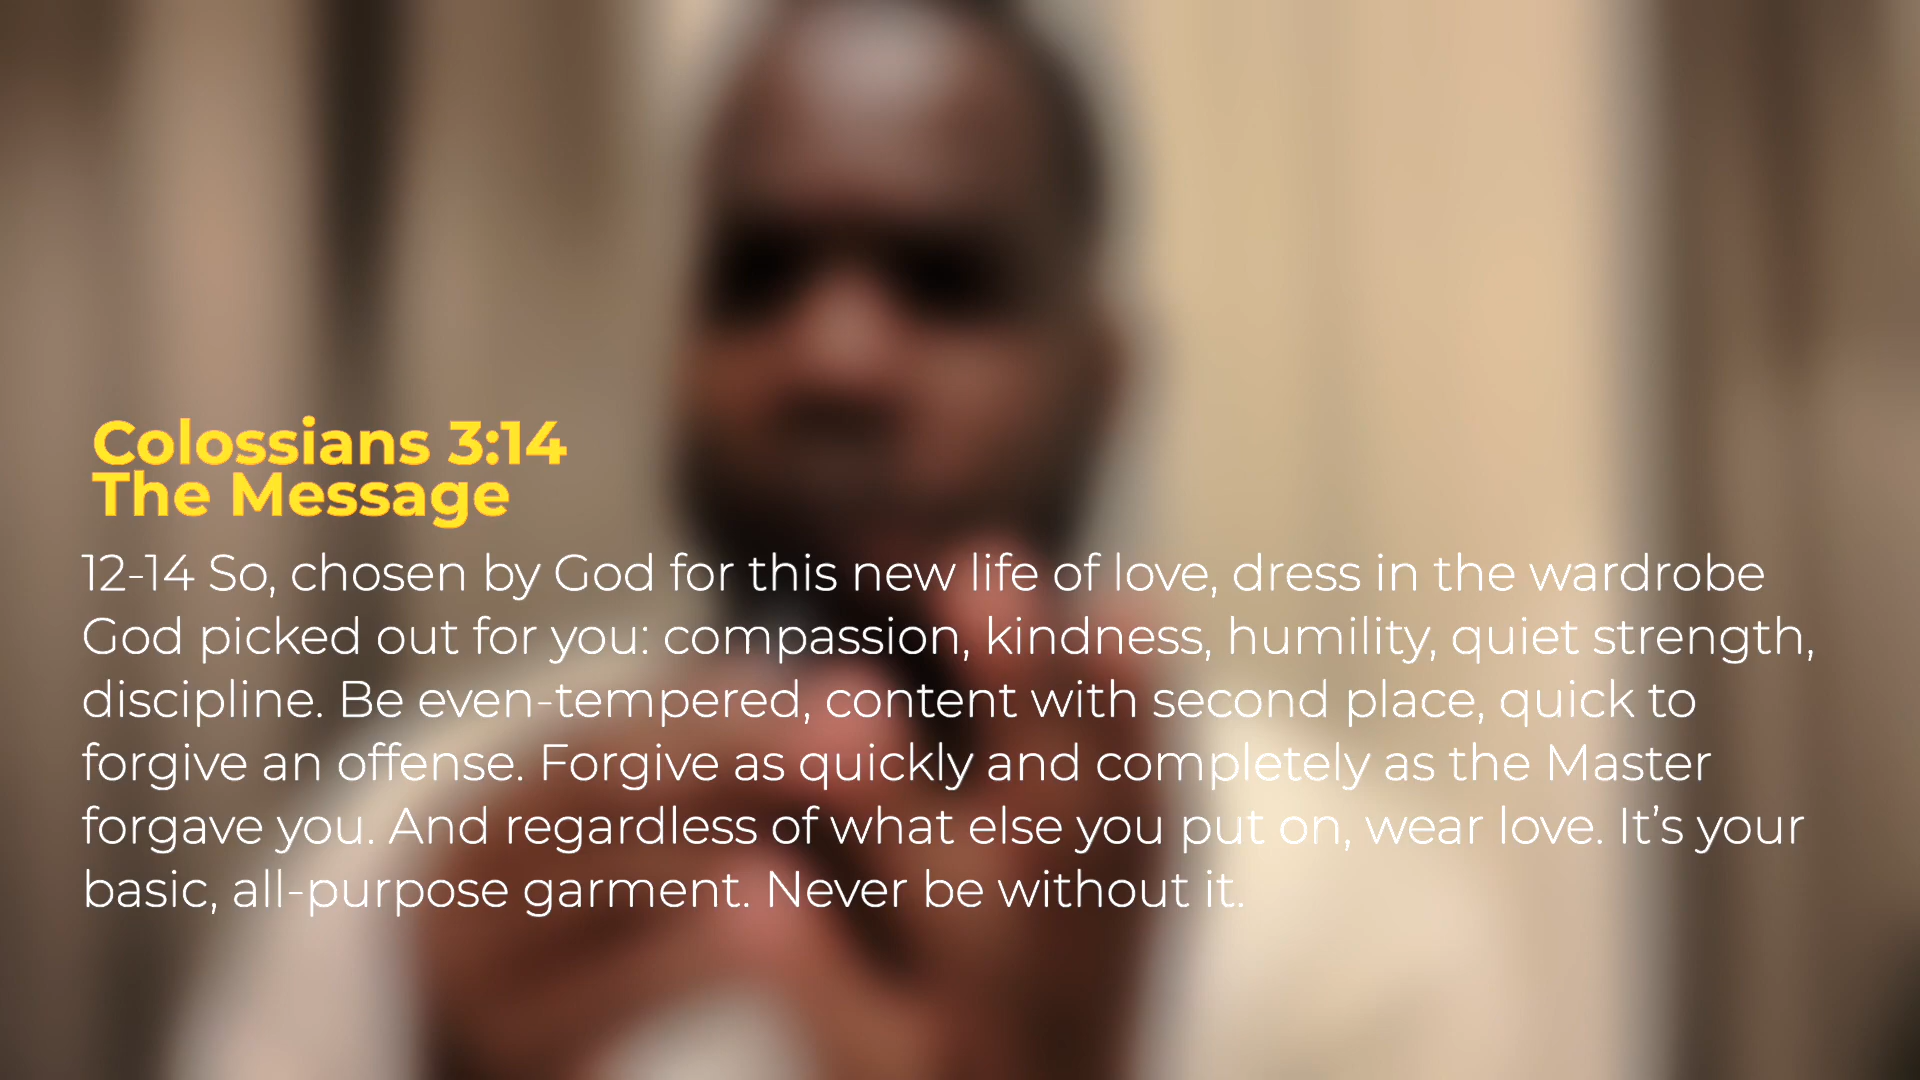 Colossians 3:14
The Message
12-14 So, chosen by God for this new life of love, dress in the wardrobe
God picked out for you: compassion, kindness, humility, quiet strength,
discipline. Be even-tempered, content with second place, quick to
forgive an offense. Forgive as quickly and completely as the Master
forgave you. And regardless of what else you put on, wear love. It’s your
basic, all-purpose garment. Never be without it.